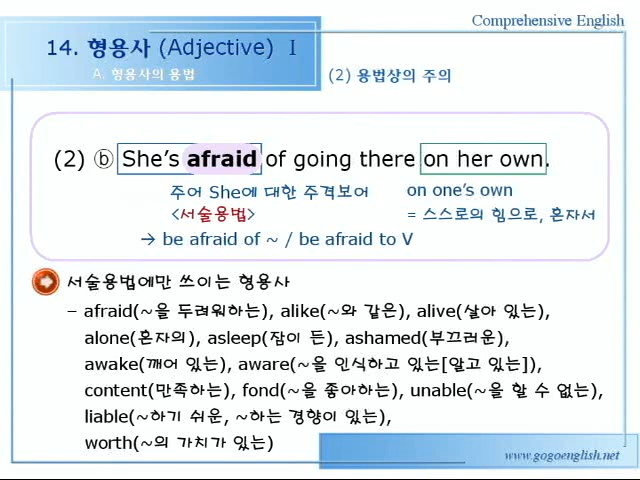 Comprehensive English
14. 형용사 (Adjective) I
A. 형용사의 용법
(2) 용법상의 주의
(2) ⓑ She's afraid of going there on her own.
주어 She에 대한 주격보어
on one's own
<서술용법>
= 스스로의 힘으로, 혼자서
→ be afraid of ~ / be afraid to V
서술용법에만 쓰이는 형용사
– afraid(~을 두려워하는), alike(~와 같은), alive(살아 있는),
alone(혼자의), asleep(잠이 든), ashamed(부끄러운),
awake(깨어 있는), aware(~을 인식하고 있는[알고 있는]),
content(만족하는), fond(~을 좋아하는), unable(~을 할 수 없는),
liable(~하기 쉬운, ~하는 경향이 있는),
worth(~의 가치가 있는)
www.gogoenglish.net